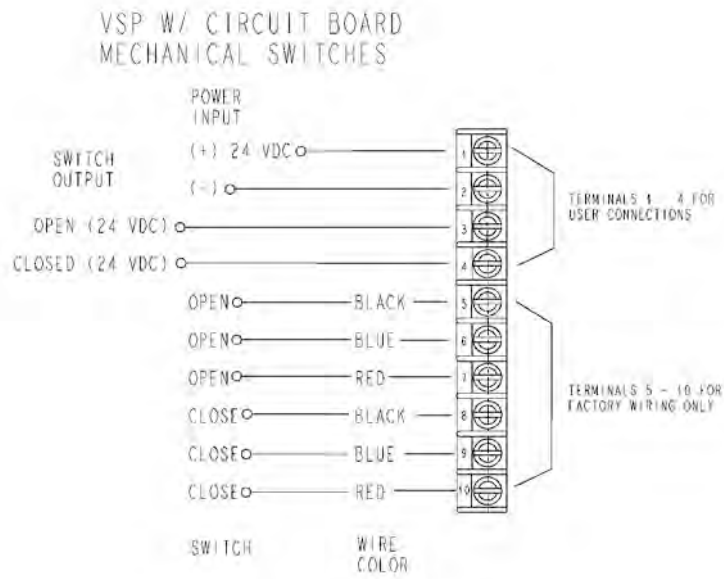 VSP W/ CIRCUIT BOARD
MECHANICAL SWITCHES
POWER
INPUT
SWITCH
OUTPUT
(+) 24 VDC
1
(-)
2
TERMINALS 1 - 4 FOR
USER CONNECTIONS
OPEN (24 VDC)
3
CLOSED (24 VDC)
4
OPEN BLACK 5
OPEN BLUE 6
OPEN RED 7
TERMINALS 5 - 10 FOR
FACTORY WIRING ONLY
CLOSE BLACK 8
CLOSE BLUE 9
CLOSE RED 10
SWITCH
WIRE
COLOR